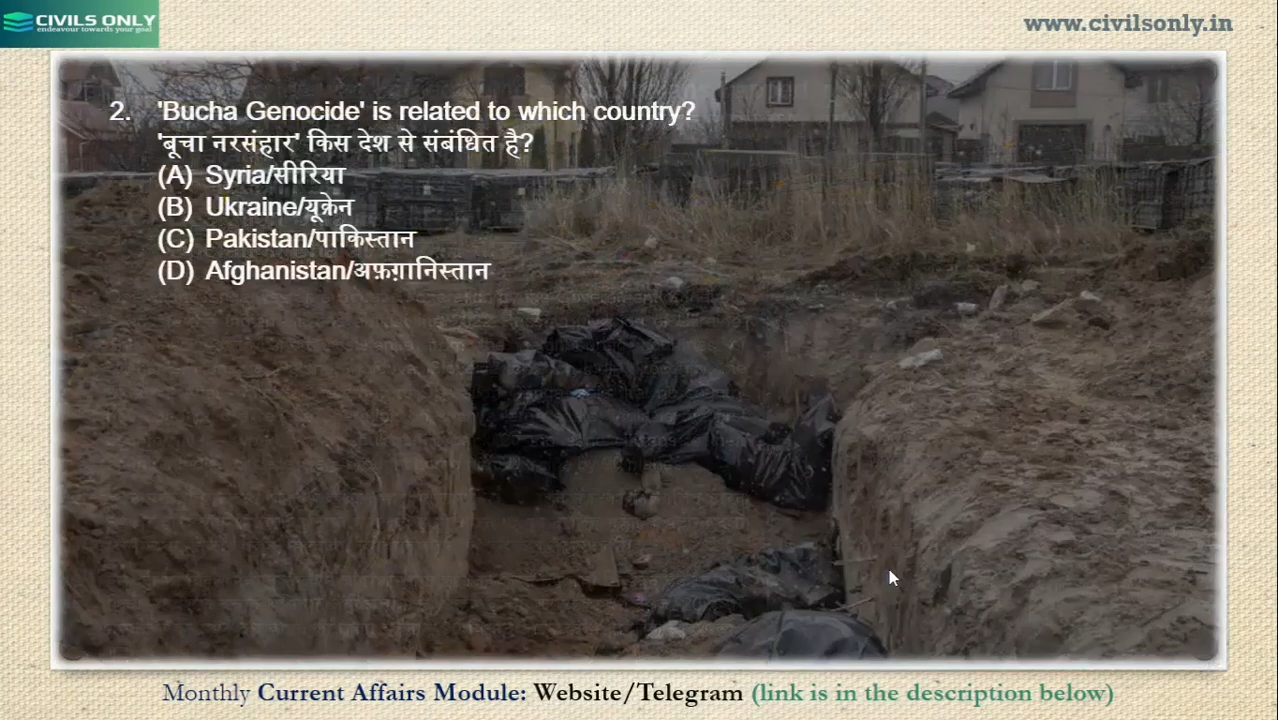 CIVILS ONLY
endeavour towards your goal
www.civilsonly.in
2. 'Bucha Genocide' is related to which country?
'बूचा नरसंहार' किस देश से संबंधित है?
(A) Syria/सीरिया
(B) Ukraine/यूक्रेन
(C) Pakistan/पाकिस्तान
(D) Afghanistan/अफ़ग़ानिस्तान
Monthly Current Affairs Module: Website/Telegram (link is in the description below)